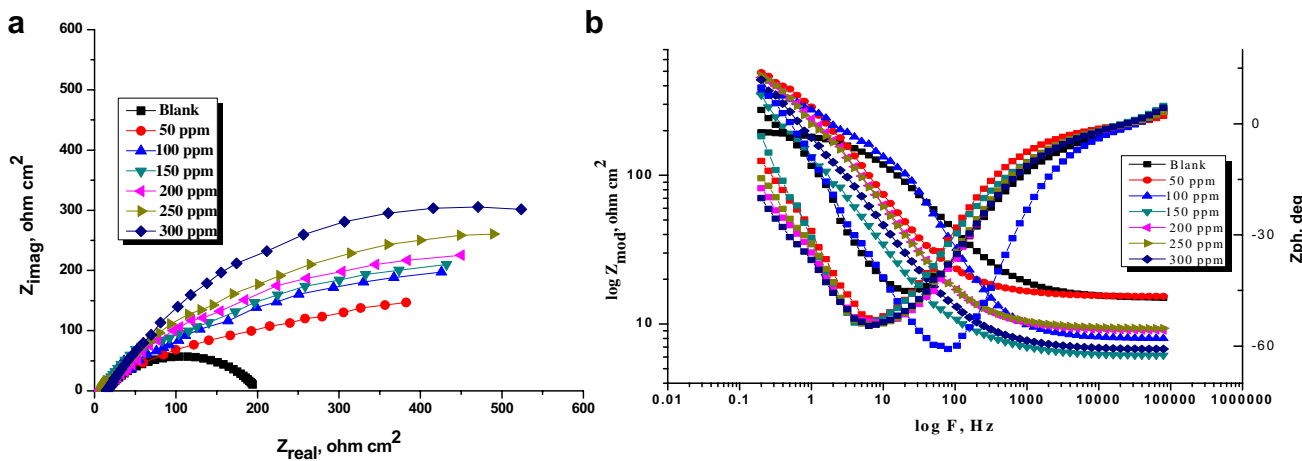 a
600
500
400
300
200
100
0
Z_imag, ohm cm²
Blank
50 ppm
100 ppm
150 ppm
200 ppm
250 ppm
300 ppm
0 100 200 300 400 500 600
Z_real, ohm cm²
b
100
10
log Z_mod, ohm cm²
0
-30
-60
Zph, deg
Blank
50 ppm
100 ppm
150 ppm
200 ppm
250 ppm
300 ppm
0.01 0.1 1 10 100 1000 10000 100000 1000000
log F, Hz